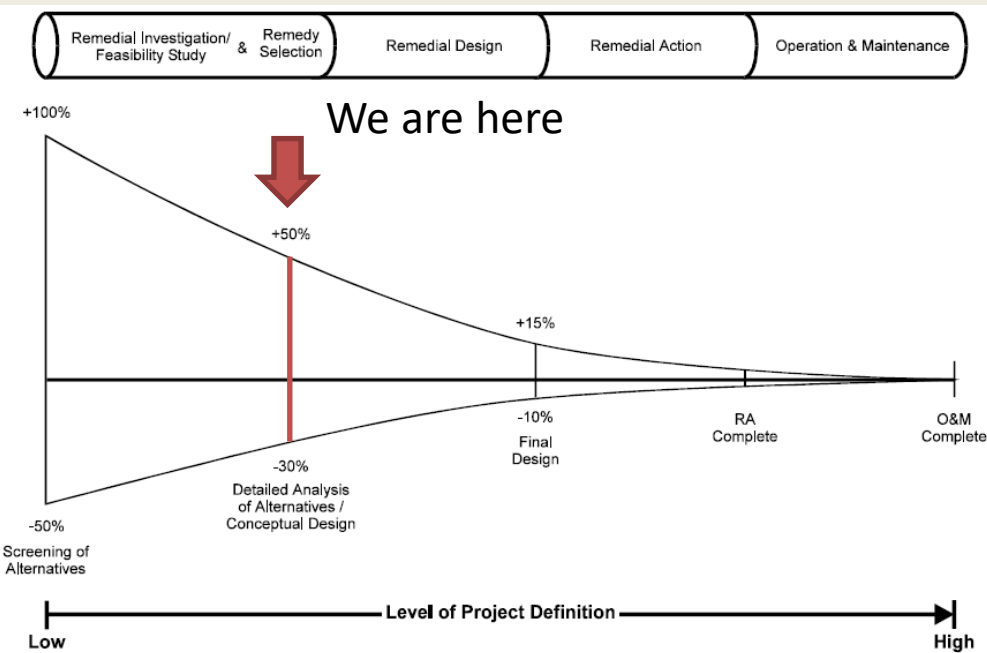 Remedial Investigation/
Feasibility Study
&
Remedy
Selection
Remedial Design
Remedial Action
Operation & Maintenance
+100%
We are here
+50%
+15%
-10%
Final
Design
RA
Complete
O&M
Complete
-30%
Detailed Analysis
of Alternatives /
Conceptual Design
-50%
Screening of
Alternatives
Level of Project Definition
Low
High